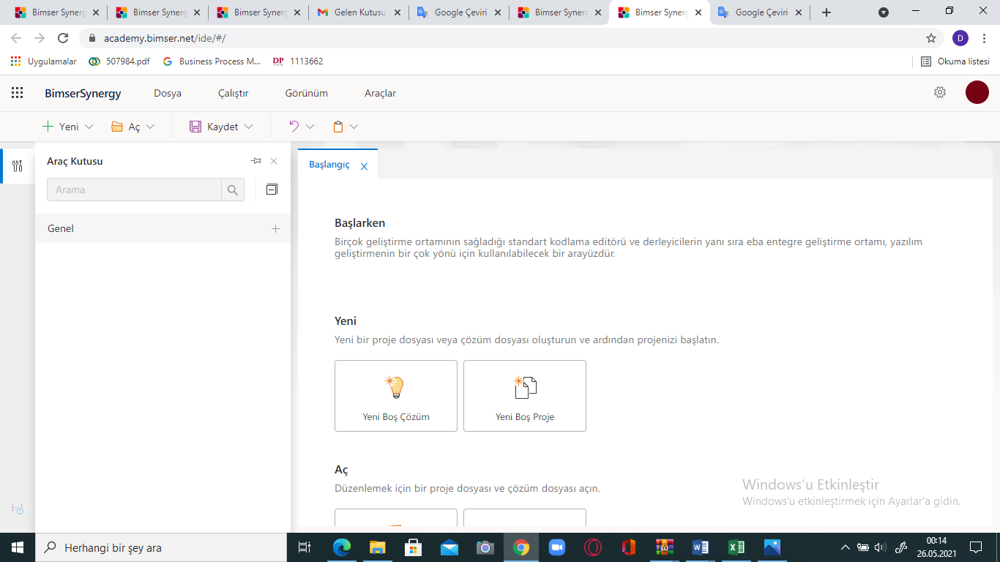 Bimser Synerg
Bimser Synerg
Bimser Synerg
Gelen Kutusu
Google Çeviri
Bimser Synerg
Bimser Synerg
Google Çeviri
academy.bimser.net/ide/#/
D
Uygulamalar
507984.pdf
Business Process M...
DP 1113662
Okuma listesi
BimserSynergy
Dosya
Çalıştır
Görünüm
Araçlar
Yeni
Aç
Kaydet
Araç Kutusu
Arama
Genel
Başlangıç
Başlarken
Birçok geliştirme ortamının sağladığı standart kodlama editörü ve derleyicilerin yanı sıra eba entegre geliştirme ortamı, yazılım
geliştirmenin bir çok yönü için kullanılabilecek bir arayüzdür.
Yeni
Yeni bir proje dosyası veya çözüm dosyası oluşturun ve ardından projenizi başlatın.
Yeni Boş Çözüm
Yeni Boş Proje
Aç
Düzenlemek için bir proje dosyası ve çözüm dosyası açın.
Windows'u Etkinleştir
Windows'u etkinleştirmek için Ayarlar'a gidin.
Herhangi bir şey ara
00:14
26.05.2021